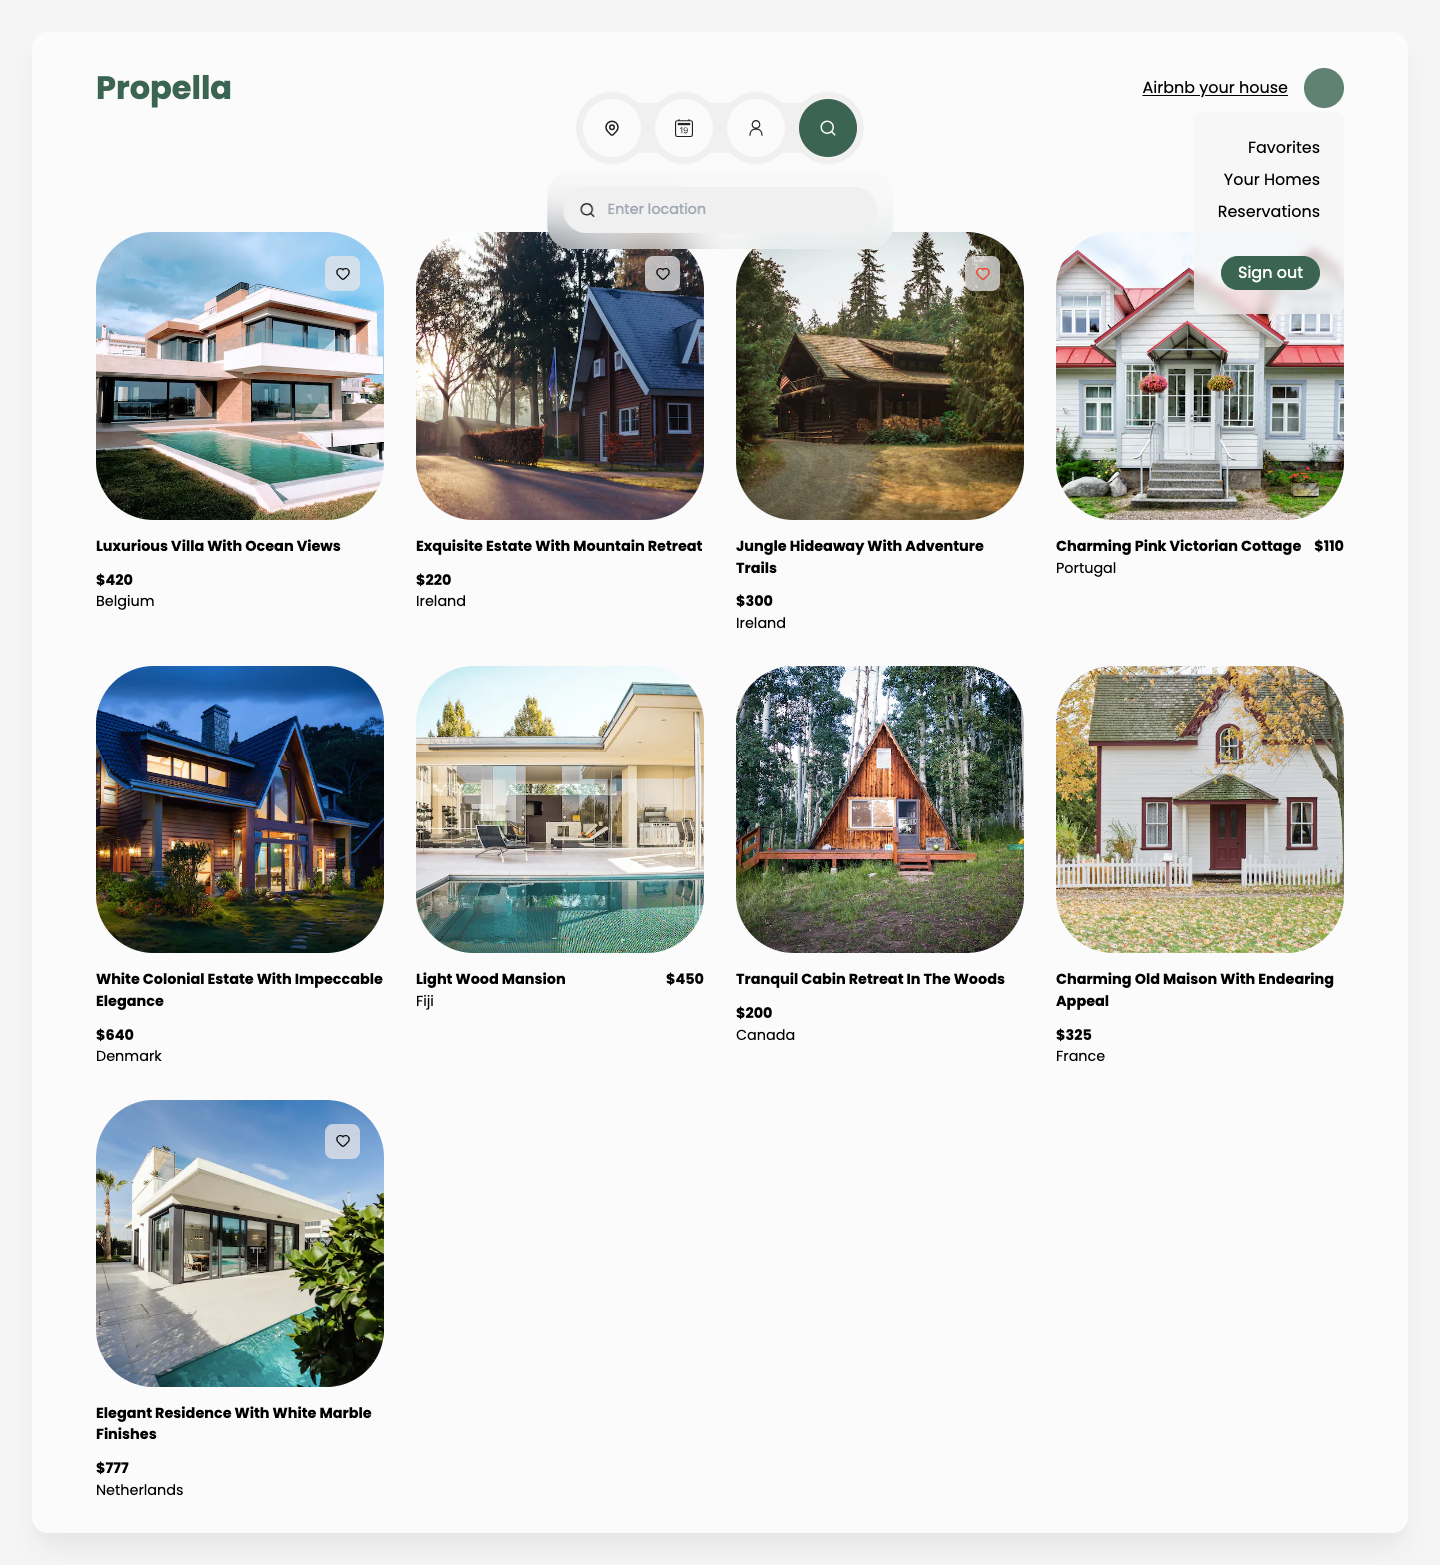 Propella
Airbnb your house
19
Favorites
Your Homes
Reservations
Enter location
Sign out
Luxurious Villa With Ocean Views
$420
Belgium
Exquisite Estate With Mountain Retreat
$220
Ireland
Jungle Hideaway With Adventure
Trails
$300
Ireland
Charming Pink Victorian Cottage $110
Portugal
White Colonial Estate With Impeccable
Elegance
$640
Denmark
Light Wood Mansion $450
Fiji
Tranquil Cabin Retreat In The Woods
$200
Canada
Charming Old Maison With Endearing
Appeal
$325
France
Elegant Residence With White Marble
Finishes
$777
Netherlands